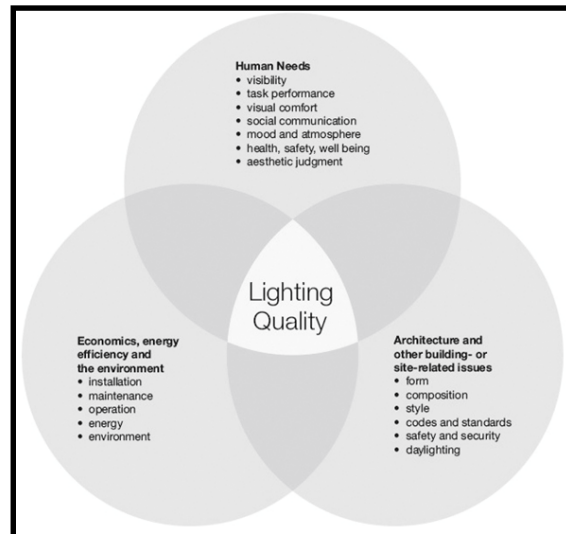 Human Needs
• visibility
• task performance
• visual comfort
• social communication
• mood and atmosphere
• health, safety, well being
• aesthetic judgment
Lighting
Quality
Economics, energy
efficiency and
the environment
• installation
• maintenance
• operation
• energy
• environment
Architecture and
other building- or
site-related issues
• form
• composition
• style
• codes and standards
• safety and security
• daylighting